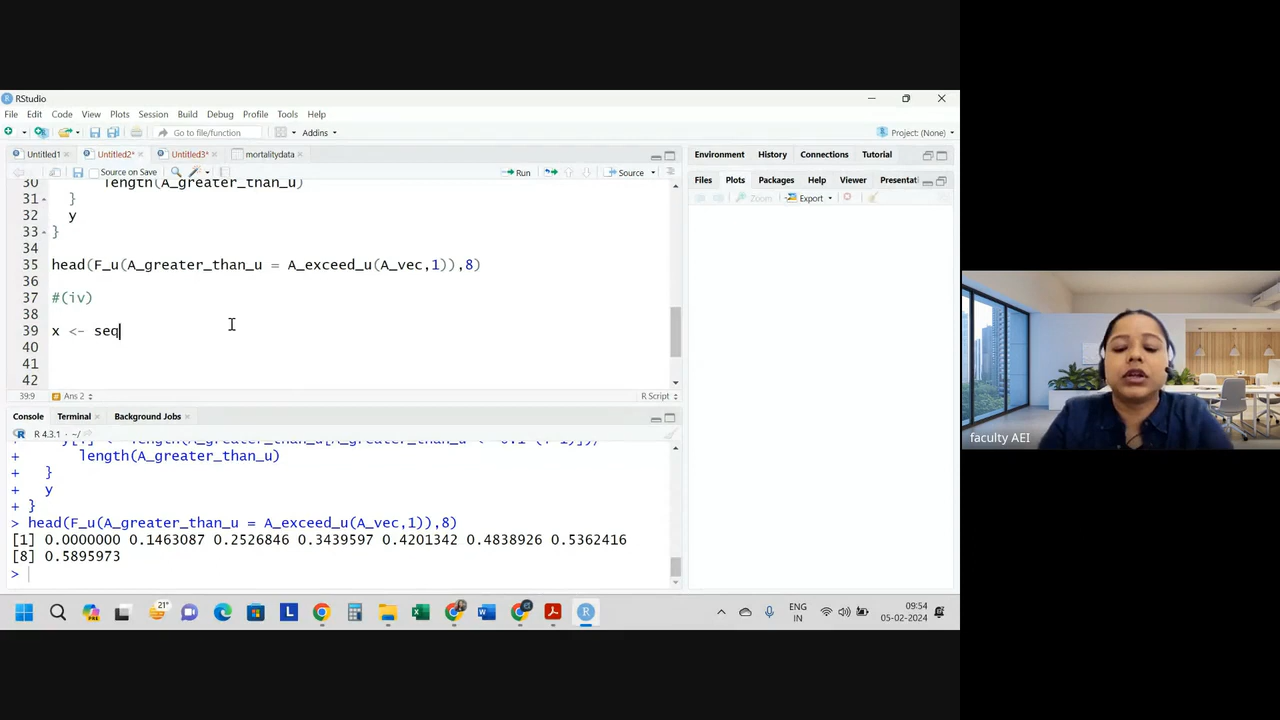 RStudio
File Edit Code View Plots Session Build Debug Profile Tools Help
Go to file/function Addins Project: (None)
Untitled1 Untitled2* Untitled3* mortalitydata
Source on Save Run Source
30 length(A_greater_than_u)
31 }
32 y
33 }
34
35 head(F_u(A_greater_than_u = A_exceed_u(A_vec,1)),8)
36
37 #(iv)
38
39 x <- seq
40
41
42
39:9 Ans 2 R Script
Console Terminal Background Jobs
R 4.3.1 · ~/
+ length(A_greater_than_u)
+ }
+ y
+ }
> head(F_u(A_greater_than_u = A_exceed_u(A_vec,1)),8)
[1] 0.0000000 0.1463087 0.2526846 0.3439597 0.4201342 0.4838926 0.5362416
[8] 0.5895973
>
Environment History Connections Tutorial
Files Plots Packages Help Viewer Presentat
Zoom Export
faculty AEI
21°
ENG
IN
09:54
05-02-2024